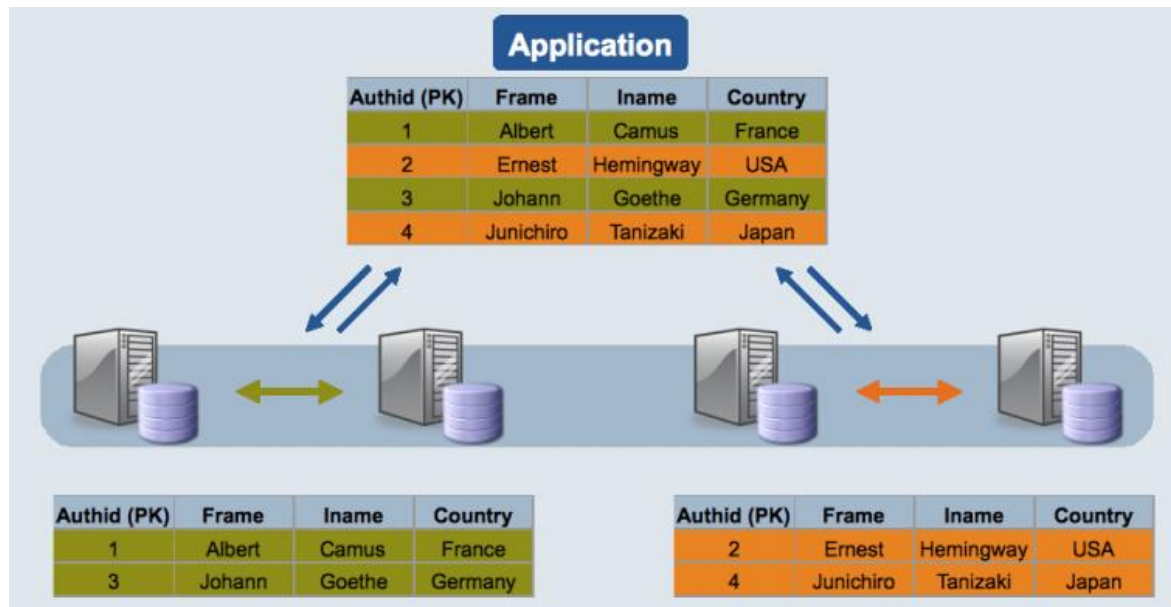 Application
Authid (PK) Frame Iname Country
1 Albert Camus France
2 Ernest Hemingway USA
3 Johann Goethe Germany
4 Junichiro Tanizaki Japan
Authid (PK) Frame Iname Country
1 Albert Camus France
3 Johann Goethe Germany
Authid (PK) Frame Iname Country
2 Ernest Hemingway USA
4 Junichiro Tanizaki Japan